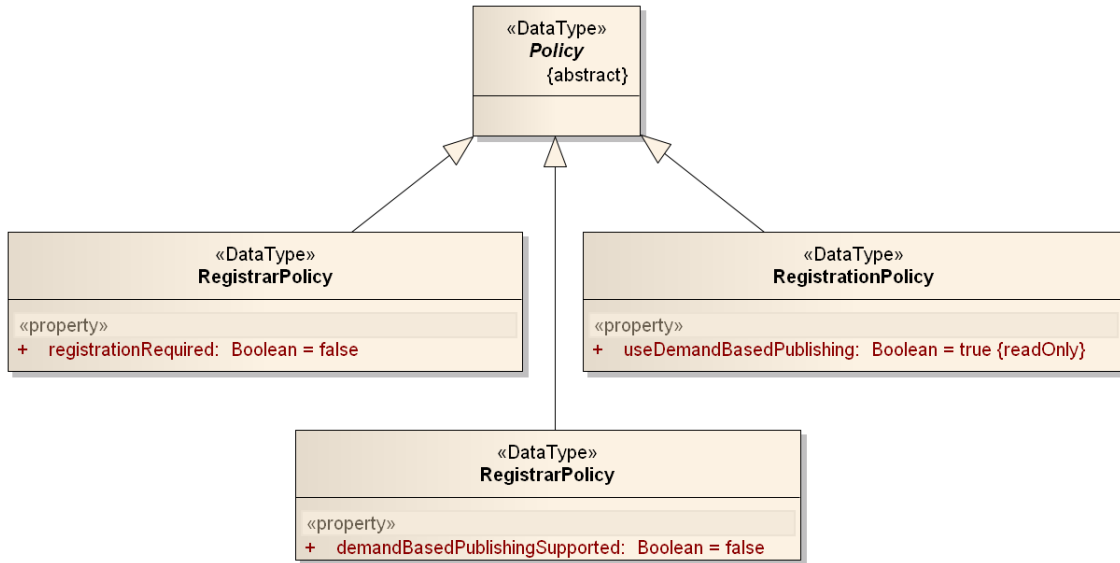 «DataType»
Policy
{abstract}
«DataType»
RegistrarPolicy
«property»
+ registrationRequired: Boolean = false
«DataType»
RegistrationPolicy
«property»
+ useDemandBasedPublishing: Boolean = true {readOnly}
«DataType»
RegistrarPolicy
«property»
+ demandBasedPublishingSupported: Boolean = false